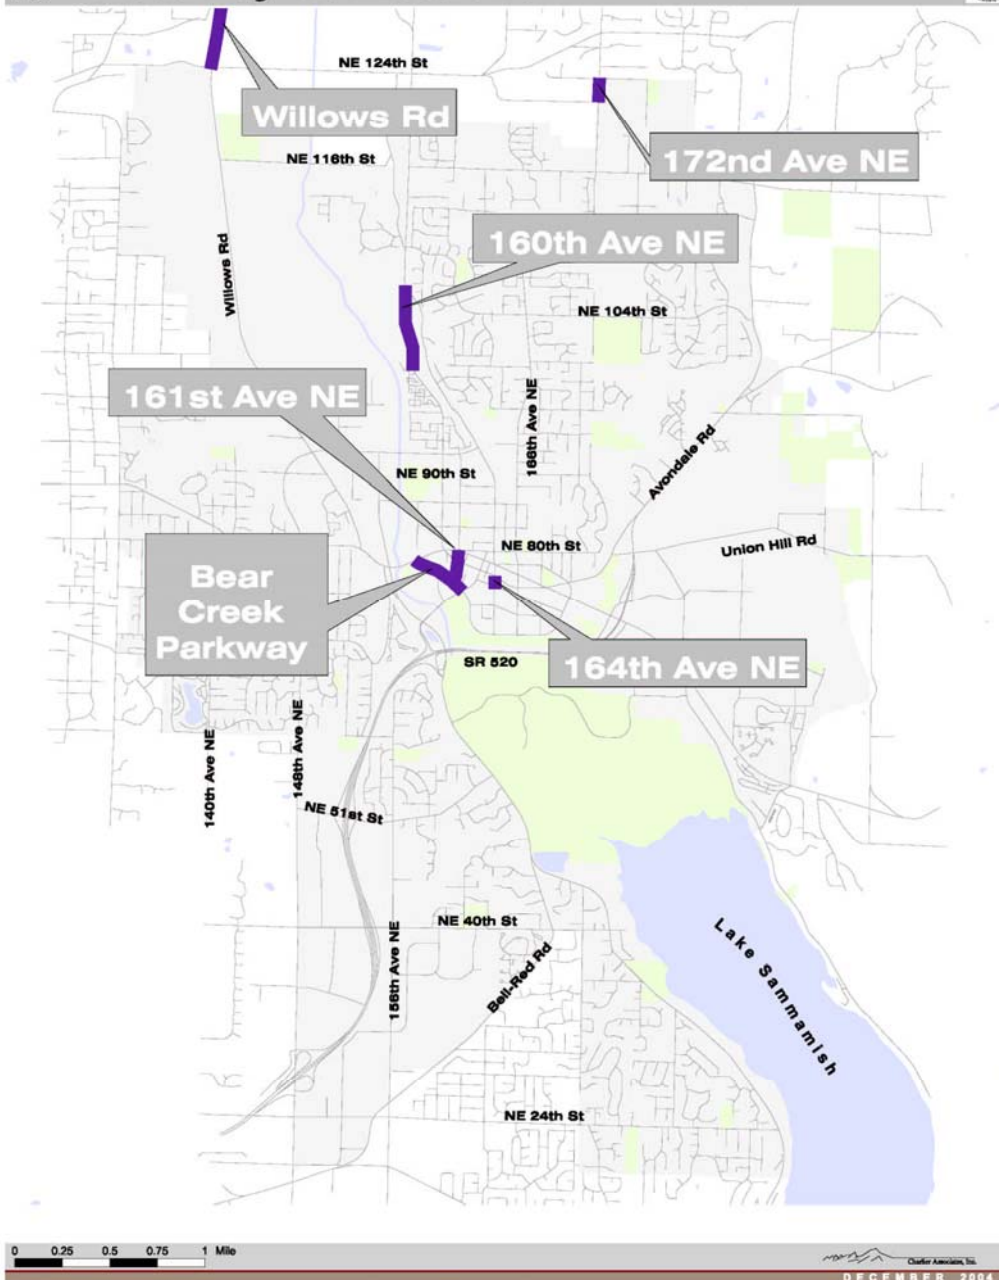 NE 124th St
Willows Rd
172nd Ave NE
NE 116th St
160th Ave NE
Willows Rd
NE 104th St
161st Ave NE
166th Ave NE
Avondale Rd
NE 90th St
NE 80th St
Union Hill Rd
Bear
Creek
Parkway
SR 520
164th Ave NE
148th Ave NE
140th Ave NE
NE 51st St
NE 40th St
156th Ave NE
Bell-Red Rd
Lake Sammamish
NE 24th St
0 0.25 0.5 0.75 1 Mile
Charlier Associates, Inc.
DECEMBER 2004